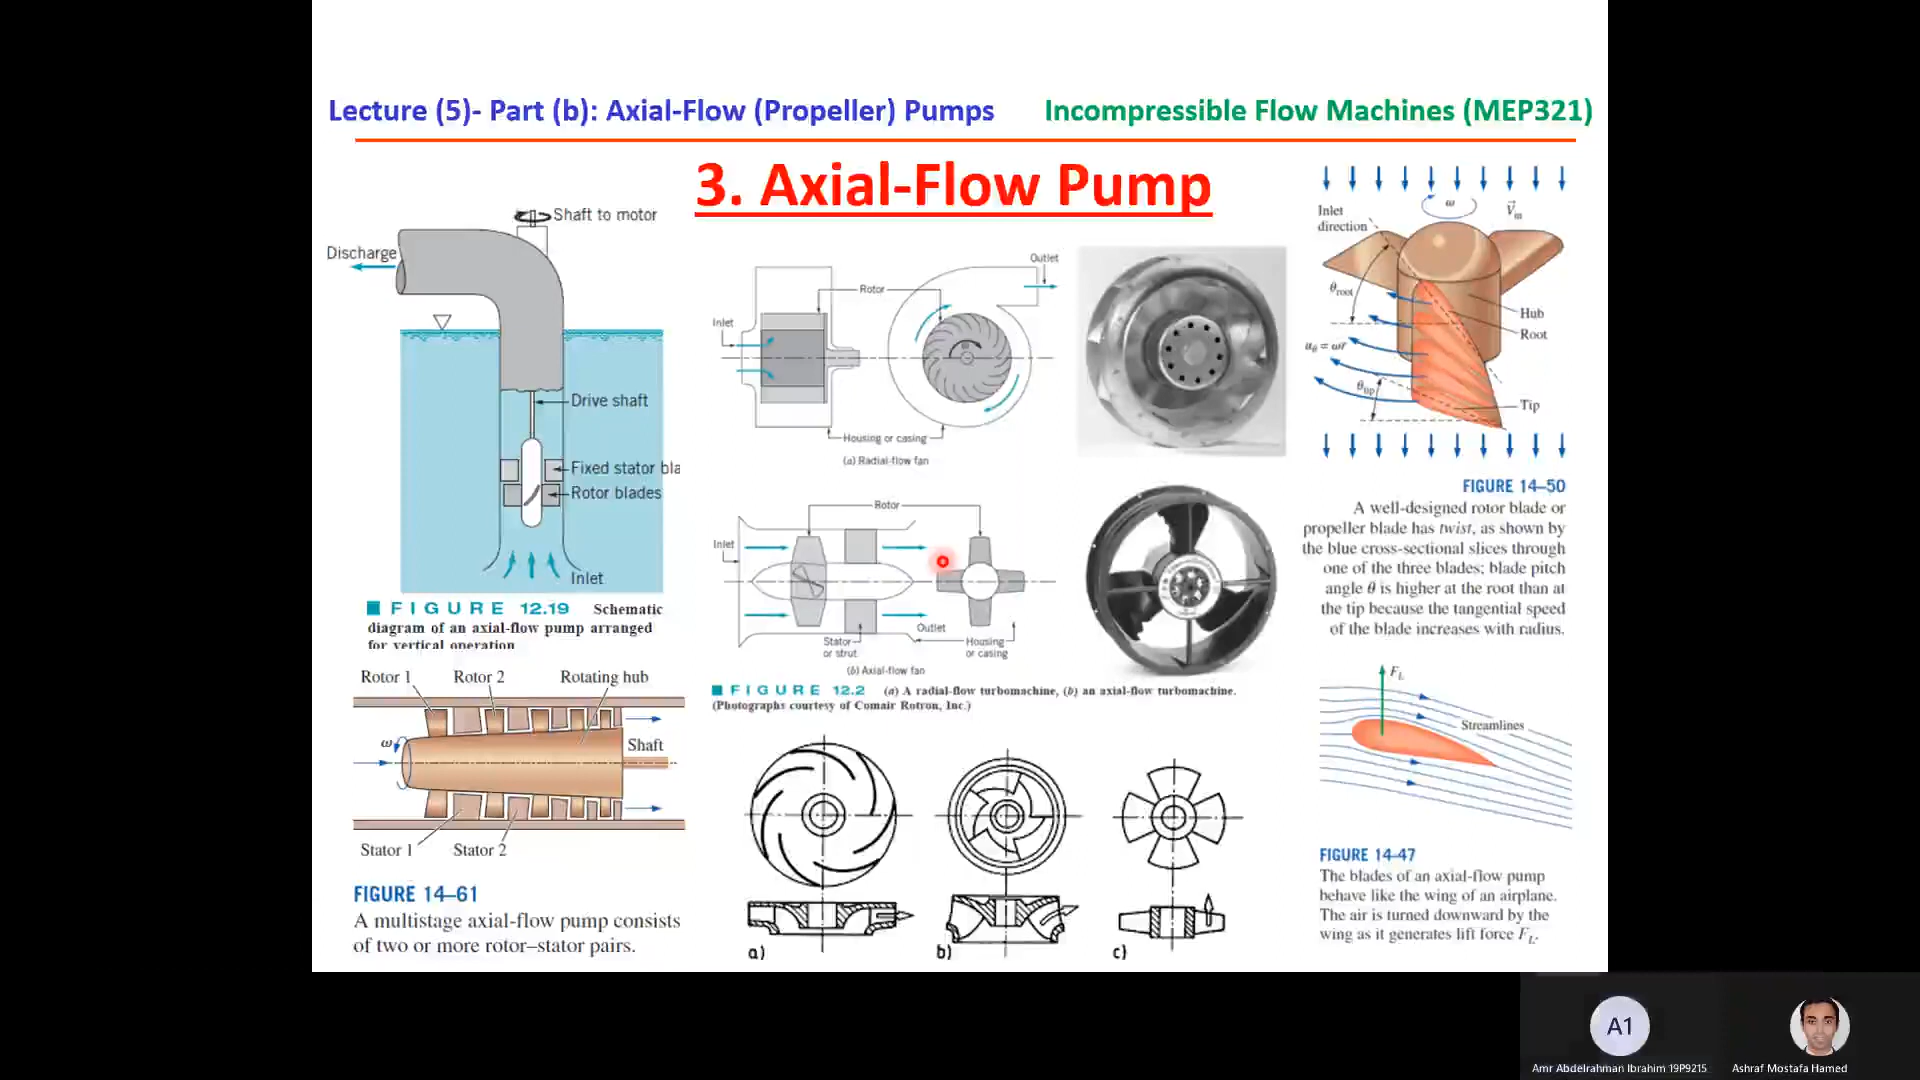 Lecture (5)- Part (b): Axial-Flow (Propeller) Pumps
Incompressible Flow Machines (MEP321)
3. Axial-Flow Pump
Shaft to motor
Discharge
Drive shaft
Fixed stator bla
Rotor blades
Inlet
FIGURE 12.19 Schematic
diagram of an axial-flow pump arranged
for vertical operation
Rotor 1
Rotor 2
Rotating hub
ω
Shaft
Stator 1
Stator 2
FIGURE 14–61
A multistage axial-flow pump consists
of two or more rotor–stator pairs.
Outlet
Rotor
Inlet
Housing or casing
(a) Radial-flow fan
Rotor
Inlet
Outlet
Stator
or strut
Housing
or casing
(b) Axial-flow fan
FIGURE 12.2 (a) A radial-flow turbomachine, (b) an axial-flow turbomachine.
(Photographs courtesy of Comair Rotron, Inc.)
a)
b)
c)
ω
V⃗in
Inlet
direction
θroot
Hub
Root
uθ = ωr
θtip
Tip
FIGURE 14–50
A well-designed rotor blade or
propeller blade has twist, as shown by
the blue cross-sectional slices through
one of the three blades; blade pitch
angle θ is higher at the root than at
the tip because the tangential speed
of the blade increases with radius.
FL
Streamlines
FIGURE 14–47
The blades of an axial-flow pump
behave like the wing of an airplane.
The air is turned downward by the
wing as it generates lift force FL.
A1
Amr Abdelrahman Ibrahim 19P9215
Ashraf Mostafa Hamed